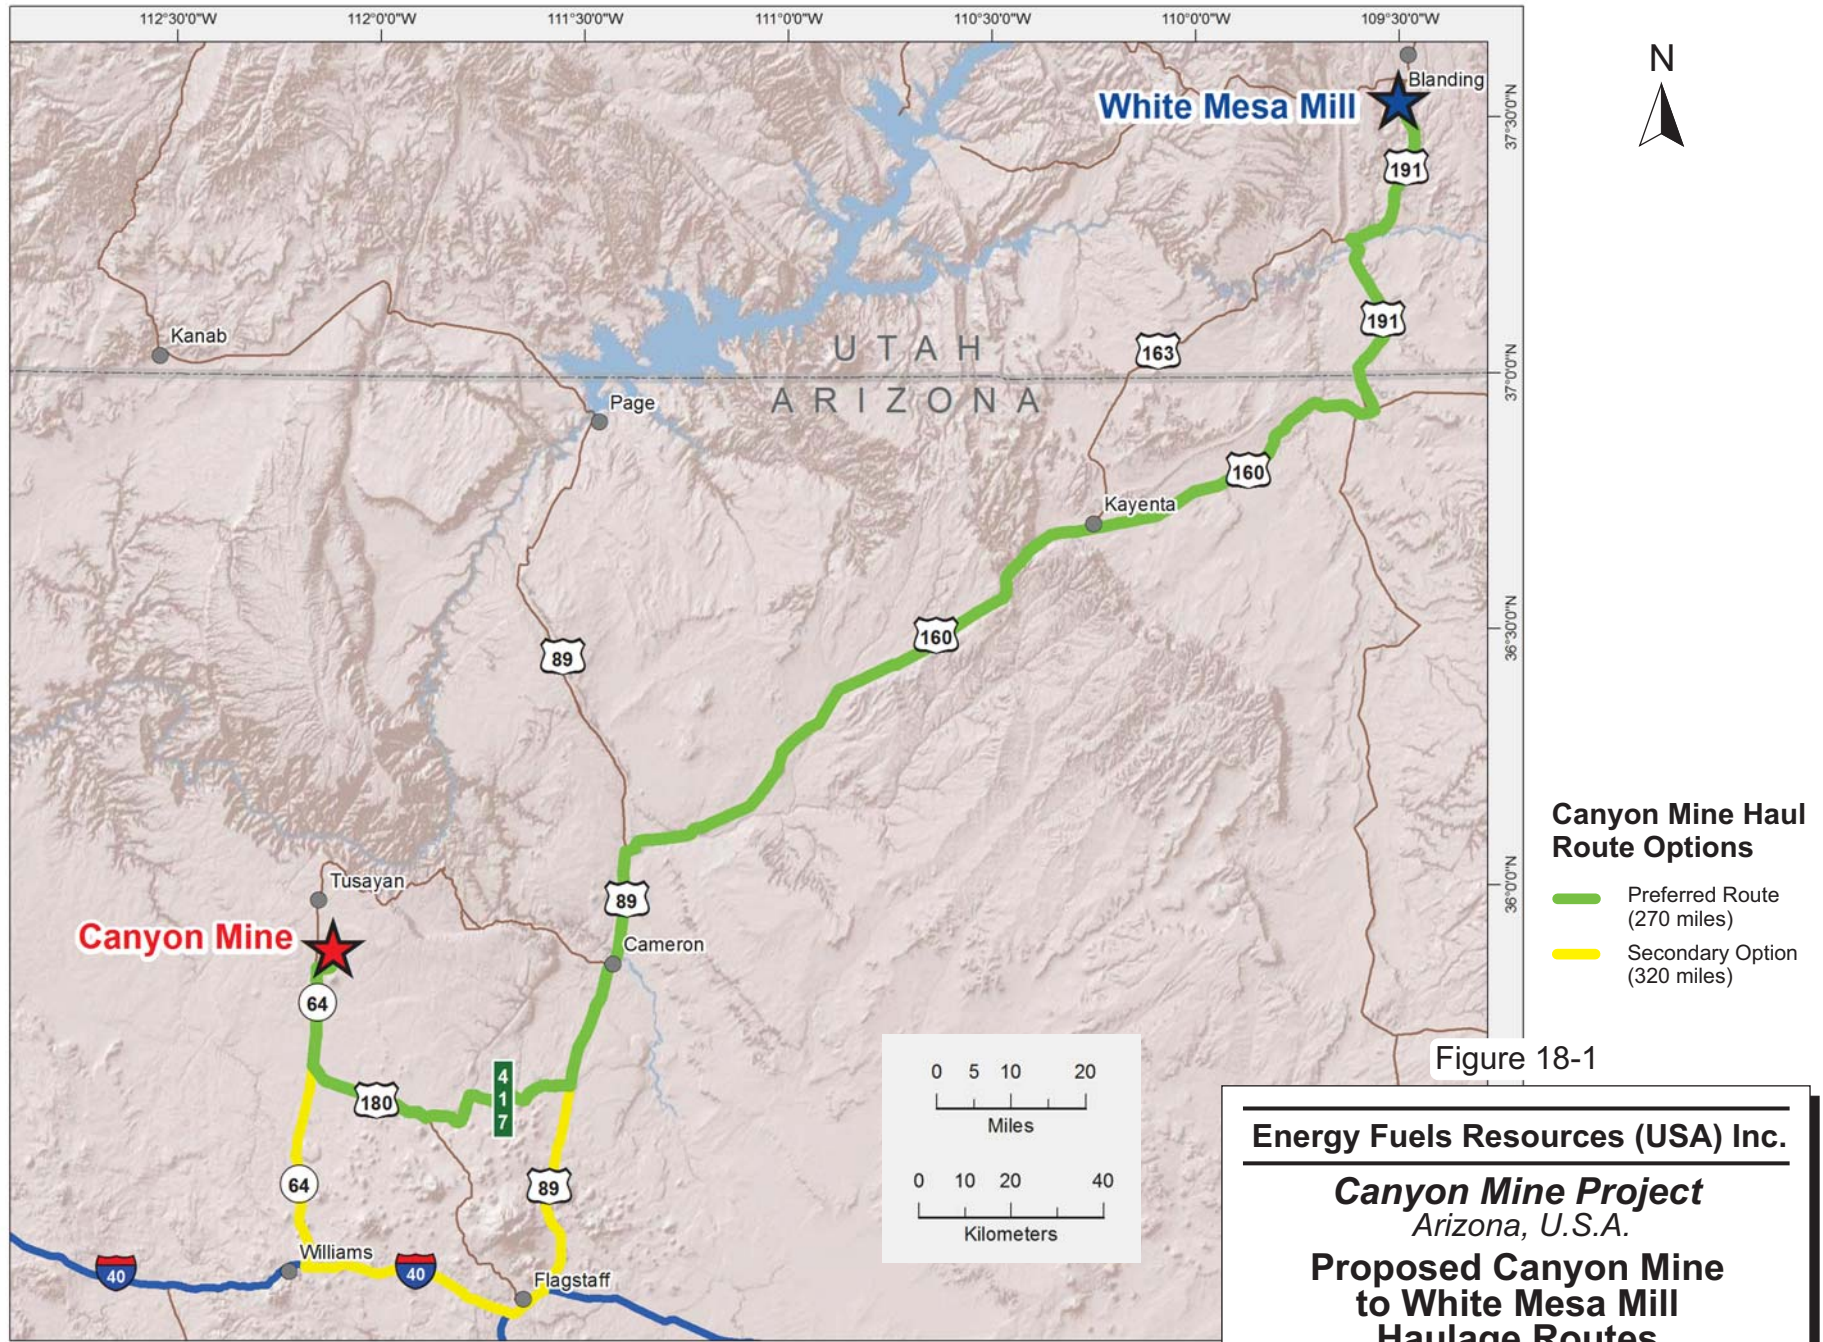 112°30'0"W
112°0'0"W
111°30'0"W
111°0'0"W
110°30'0"W
110°0'0"W
109°30'0"W
N
Blanding
White Mesa Mill
37°30'0"N
191
191
Kanab
UTAH
163
37°0'0"N
ARIZONA
Page
160
Kayenta
36°30'0"N
160
89
Canyon Mine Haul
Route Options
Preferred Route
(270 miles)
Secondary Option
(320 miles)
36°0'0"N
Tusayan
89
Canyon Mine
Cameron
64
180
4
1
7
0 5 10 20
Miles
0 10 20 40
Kilometers
64
89
Williams
40
40
Flagstaff
Figure 18-1
Energy Fuels Resources (USA) Inc.
Canyon Mine Project
Arizona, U.S.A.
Proposed Canyon Mine
to White Mesa Mill
Haulage Routes